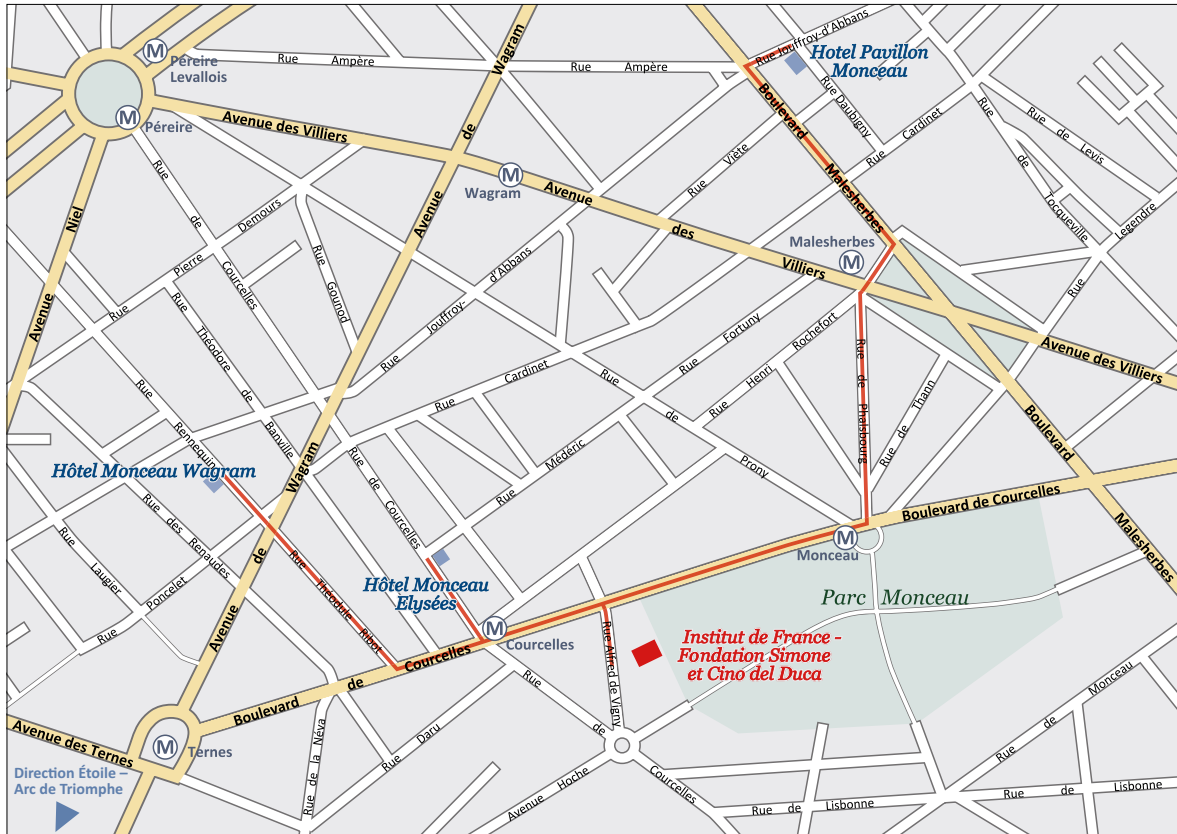 Péreire
Levallois
Péreire
Rue Ampère
Rue Ampère
Avenue de Wagram
Rue Jouffroy-d'Abbans
Hotel Pavillon
Monceau
Avenue des Villiers
Wagram
Avenue des Villiers
Boulevard Malesherbes
Rue Daubigny
Rue Cardinet
Rue Viète
Rue de Levis
Rue de Tocqueville
Rue Legendre
Malesherbes
Avenue Niel
Rue de Courcelles
Rue Pierre Demours
Rue Gounod
Rue Jouffroy-d'Abbans
Rue Théodore de Banville
Rue Rennequin
Rue Cardinet
Rue Fortuny
Rue Henri Rochefort
Rue de Phalsbourg
Rue de Thann
Avenue des Villiers
Boulevard Malesherbes
Rue de Prony
Rue Médéric
Rue de Courcelles
Avenue de Wagram
Hôtel Monceau Wagram
Rue des Renaudes
Rue Laugier
Rue Poncelet
Rue Théodule Ribot
Hôtel Monceau
Elysées
Boulevard de Courcelles
Monceau
Parc Monceau
Courcelles
Boulevard de Courcelles
Rue Alfred de Vigny
Institut de France -
Fondation Simone
et Cino del Duca
Rue de Monceau
Avenue des Ternes
Ternes
Rue de la Néva
Rue Daru
Rue de Courcelles
Avenue Hoche
Rue de Lisbonne
Rue de Lisbonne
Direction Étoile –
Arc de Triomphe
M
M
M
M
M
M
M